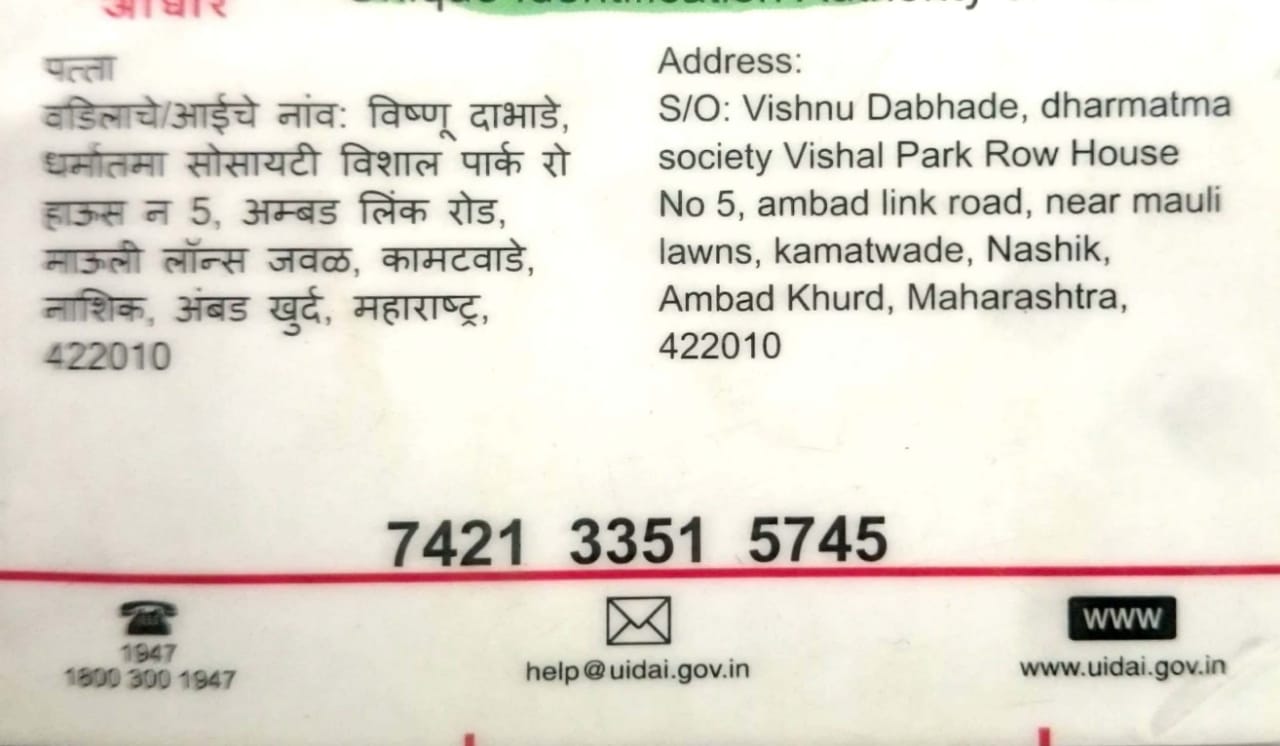 आधार
Identification Authority
पत्ता
वडिलाचे/आईचे नांव: विष्णू दाभाडे,
धर्मातमा सोसायटी विशाल पार्क रो
हाऊस न 5, अम्बड लिंक रोड,
माऊली लॉन्स जवळ, कामटवाडे,
नाशिक, अंबड खुर्द, महाराष्ट्र,
422010
Address:
S/O: Vishnu Dabhade, dharmatma
society Vishal Park Row House
No 5, ambad link road, near mauli
lawns, kamatwade, Nashik,
Ambad Khurd, Maharashtra,
422010
7421 3351 5745
1947
1800 300 1947
help@uidai.gov.in
www
www.uidai.gov.in